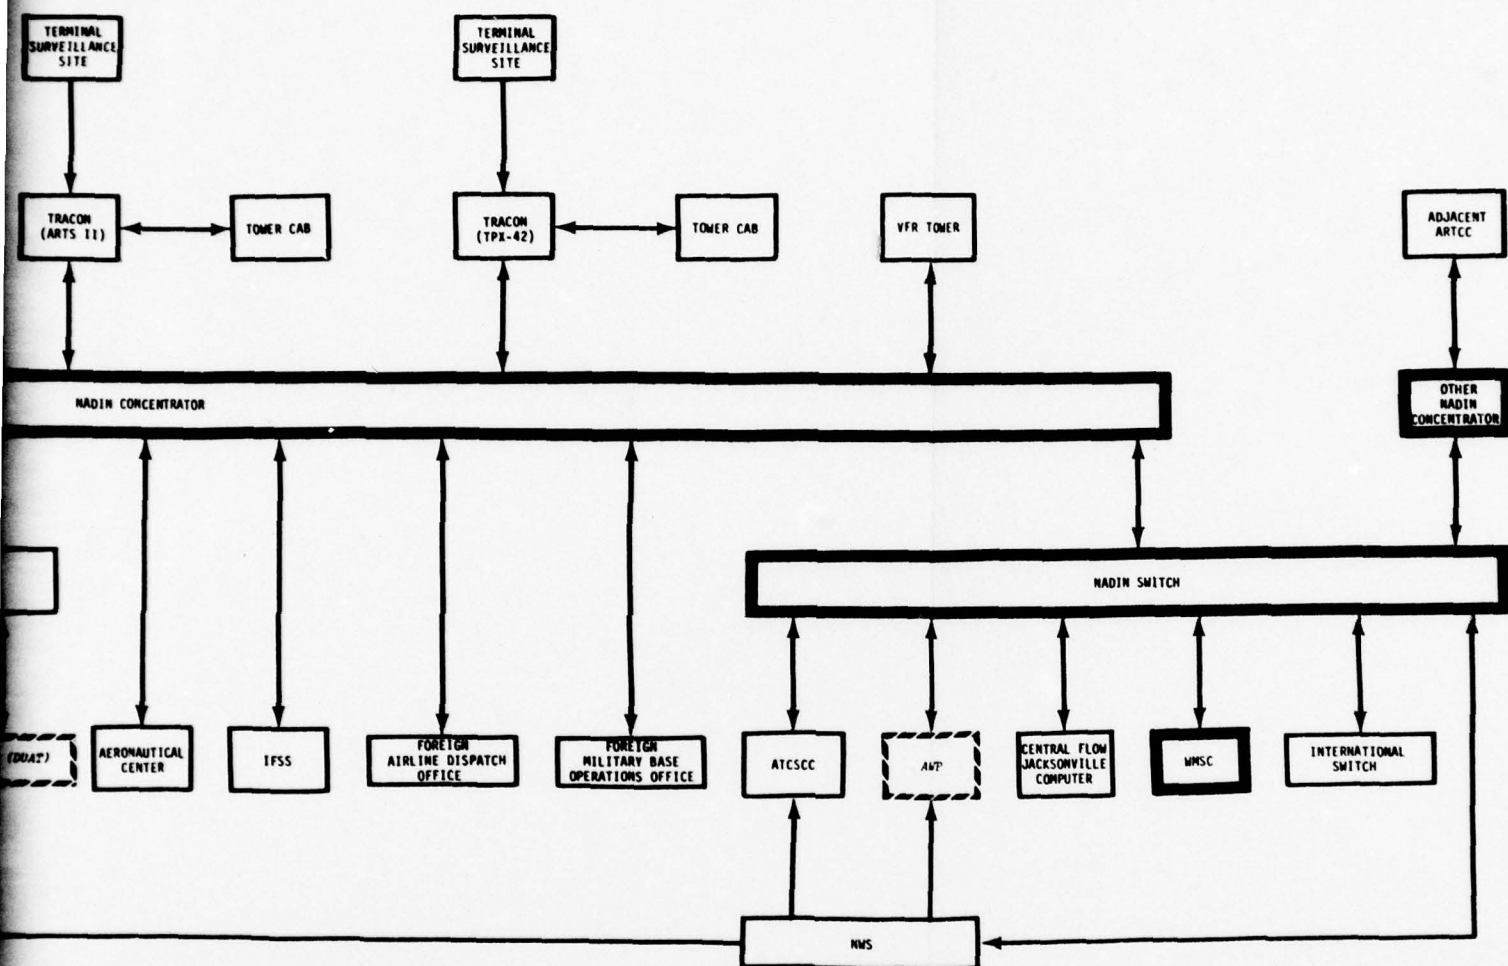 TERMINAL
SURVEILLANCE
SITE
TERMINAL
SURVEILLANCE
SITE
TRACON
(ARTS II)
TOWER CAB
TRACON
(TPX-42)
TOWER CAB
VFR TOWER
ADJACENT
ARTCC
NADIN CONCENTRATOR
OTHER
NADIN
CONCENTRATOR
NADIN SWITCH
(DUAT)
AERONAUTICAL
CENTER
IFSS
FOREIGN
AIRLINE DISPATCH
OFFICE
FOREIGN
MILITARY BASE
OPERATIONS OFFICE
ATCSCC
AWP
CENTRAL FLOW
JACKSONVILLE
COMPUTER
WMSC
INTERNATIONAL
SWITCH
NWS